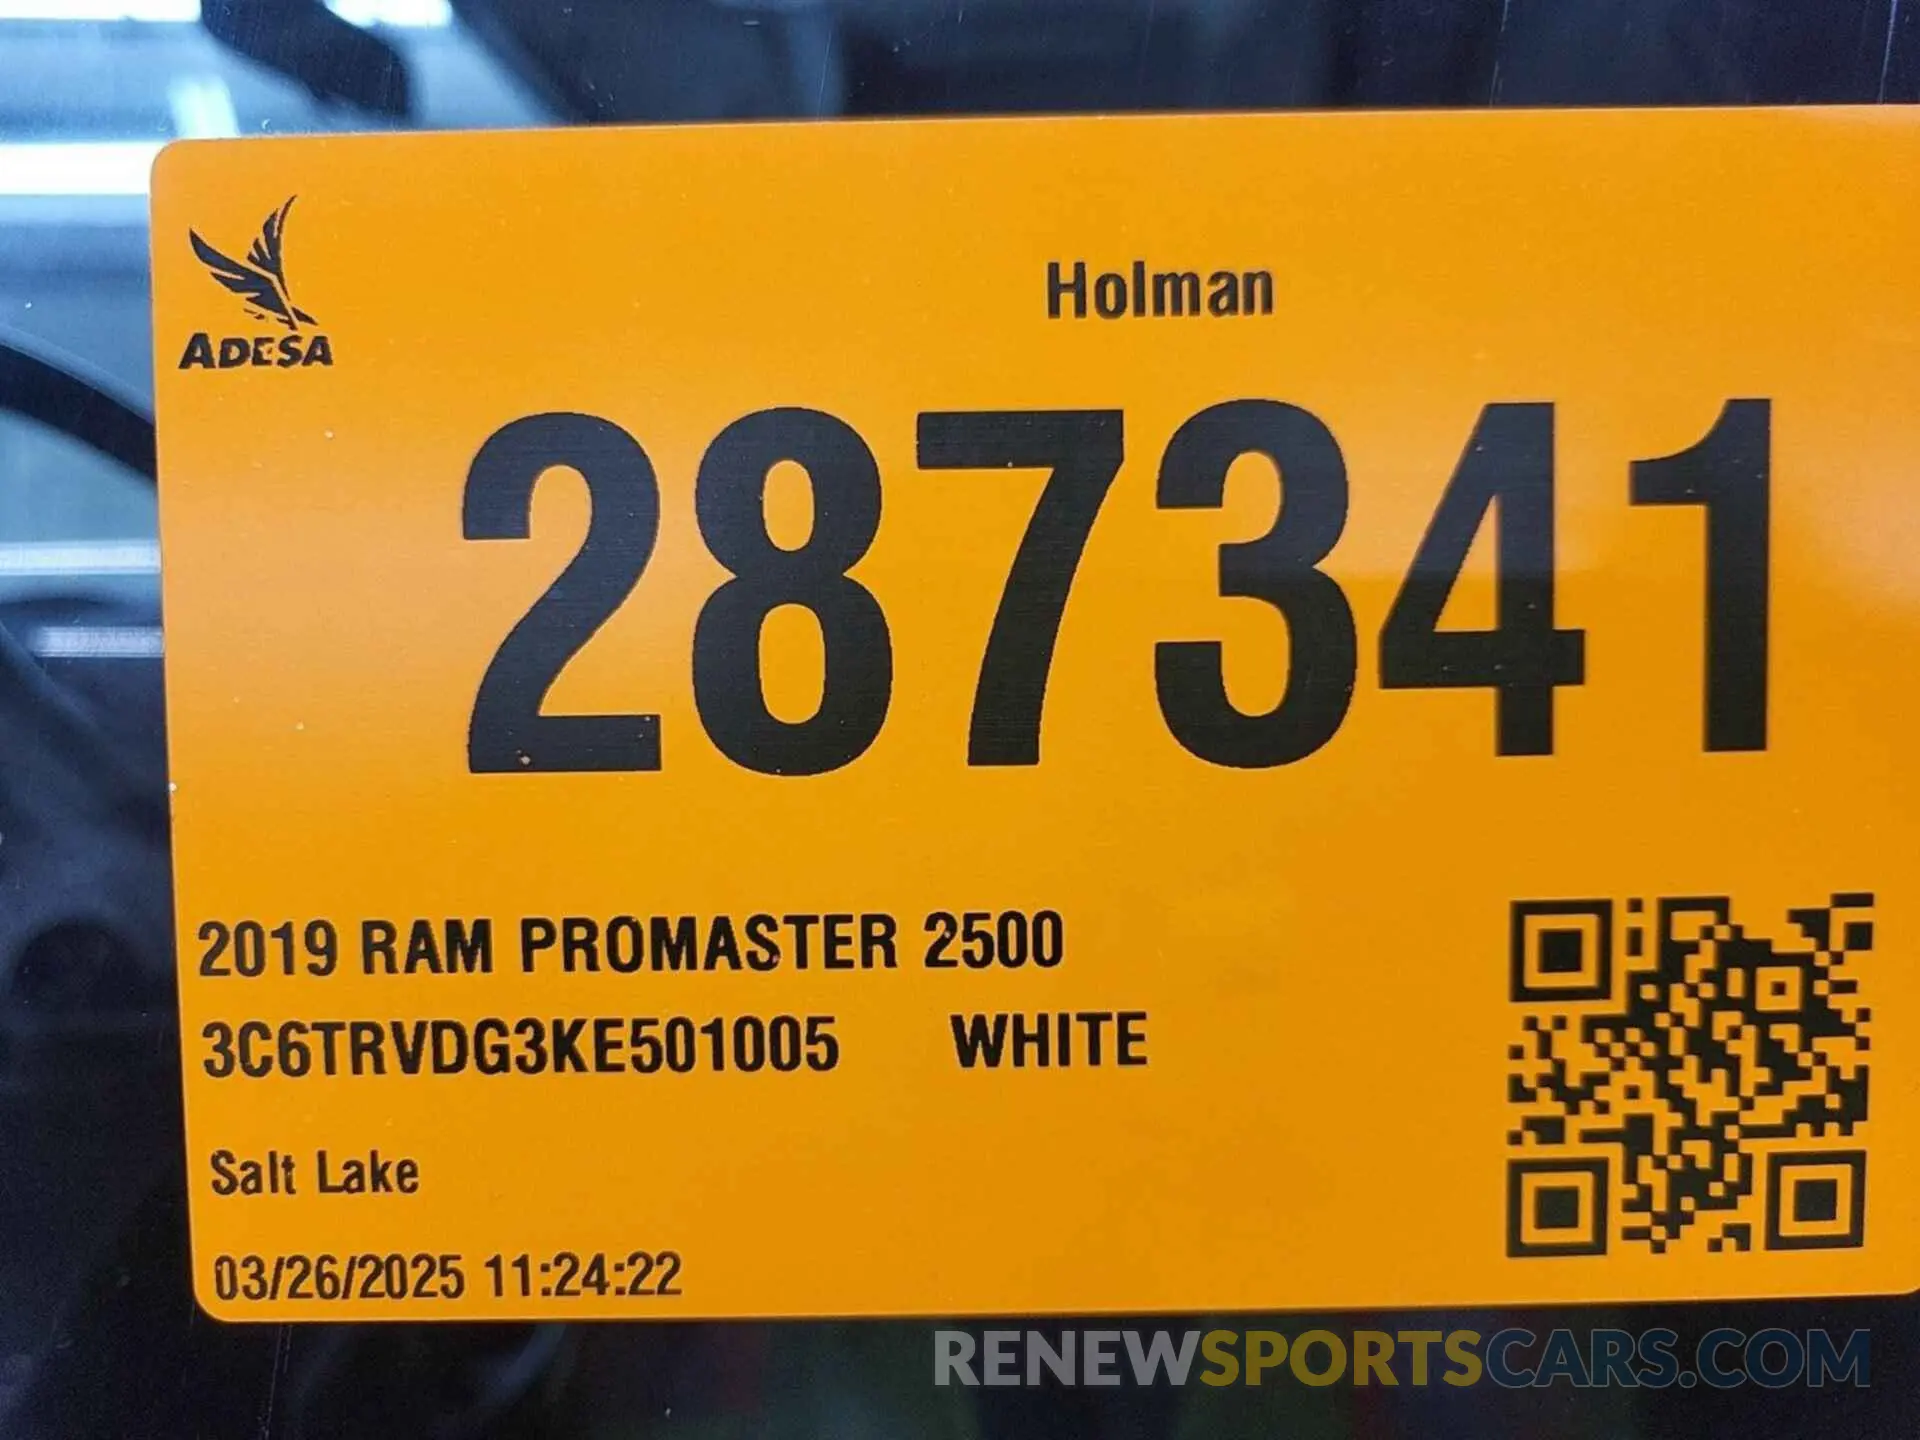 ADESA
Holman
287341
2019 RAM PROMASTER 2500
3C6TRVDG3KE501005 WHITE
Salt Lake
03/26/2025 11:24:22
RENEWSPORTSCARS.COM